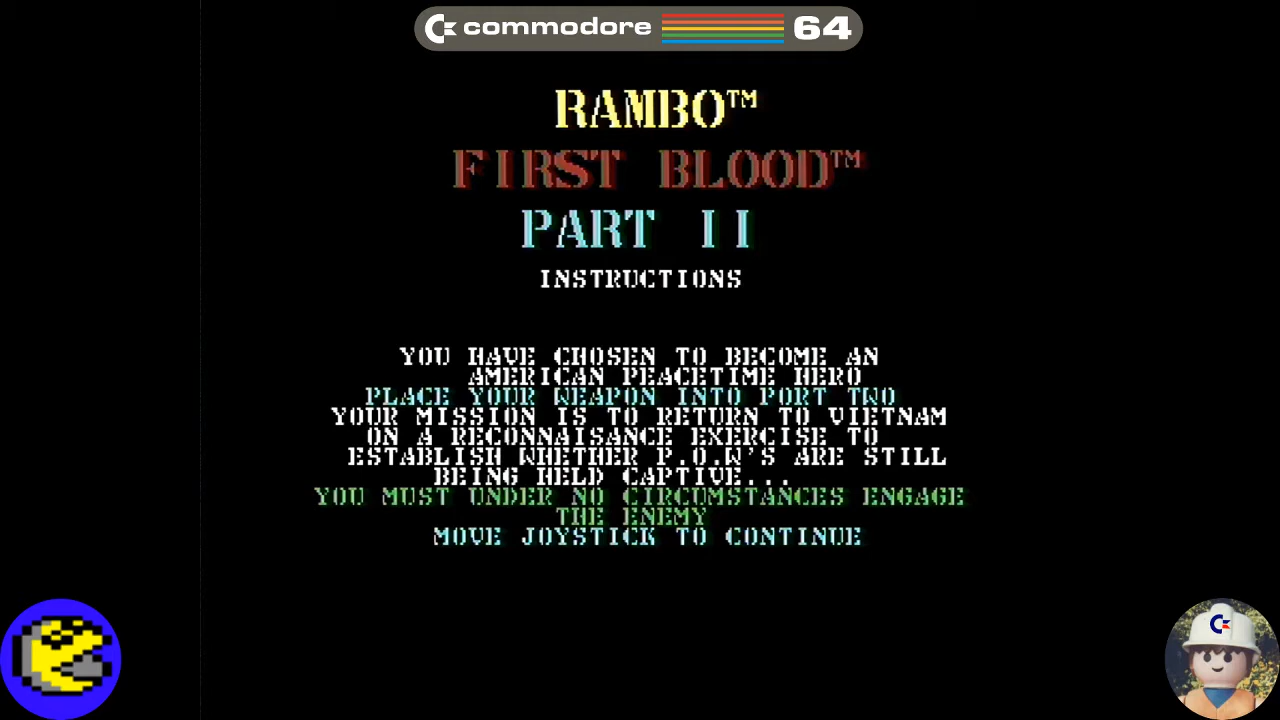 commodore 64
RAMBO™
FIRST BLOOD™
PART II
INSTRUCTIONS
YOU HAVE CHOSEN TO BECOME AN
AMERICAN PEACETIME HERO
PLACE YOUR WEAPON INTO PORT TWO
YOUR MISSION IS TO RETURN TO VIETNAM
ON A RECONNAISANCE EXERCISE TO
ESTABLISH WHETHER P.O.W'S ARE STILL
BEING HELD CAPTIVE...
YOU MUST UNDER NO CIRCUMSTANCES ENGAGE
THE ENEMY
MOVE JOYSTICK TO CONTINUE